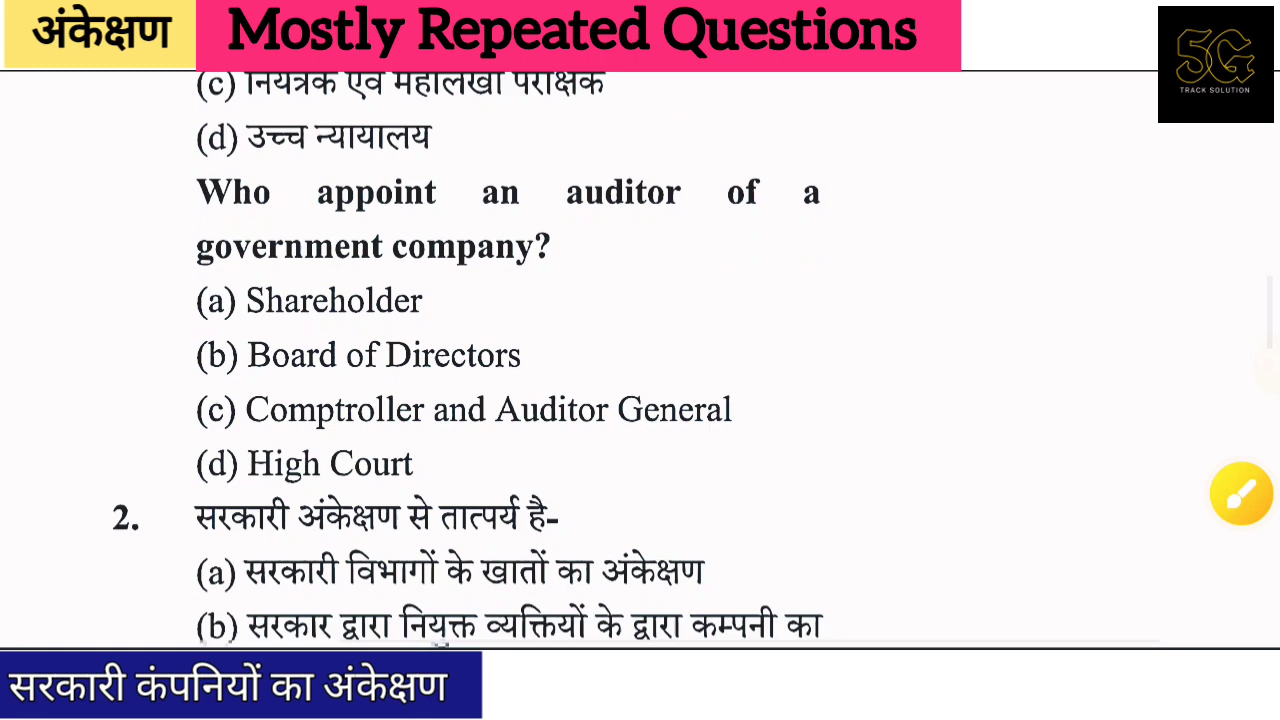 अंकेक्षण
Mostly Repeated Questions
5G
TRACK SOLUTION
(c) नियंत्रक एवं महालेखा परीक्षक
(d) उच्च न्यायालय
Who appoint an auditor of a
government company?
(a) Shareholder
(b) Board of Directors
(c) Comptroller and Auditor General
(d) High Court
2. सरकारी अंकेक्षण से तात्पर्य है-
(a) सरकारी विभागों के खातों का अंकेक्षण
(b) सरकार द्वारा नियुक्त व्यक्तियों के द्वारा कम्पनी का
सरकारी कंपनियों का अंकेक्षण